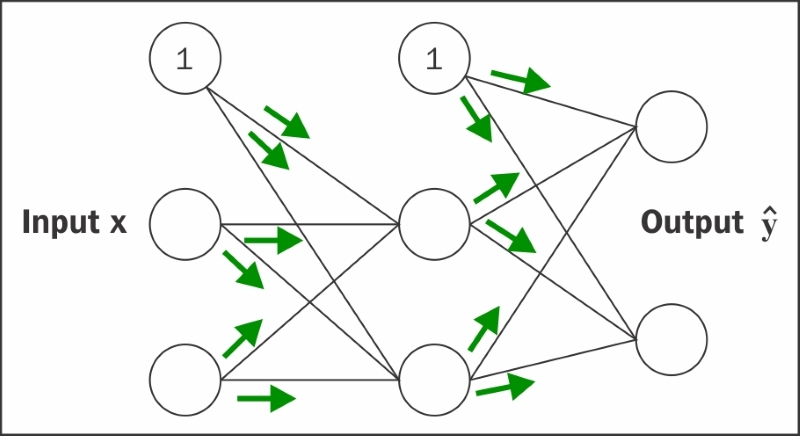 1
1
Input x
Output ŷ